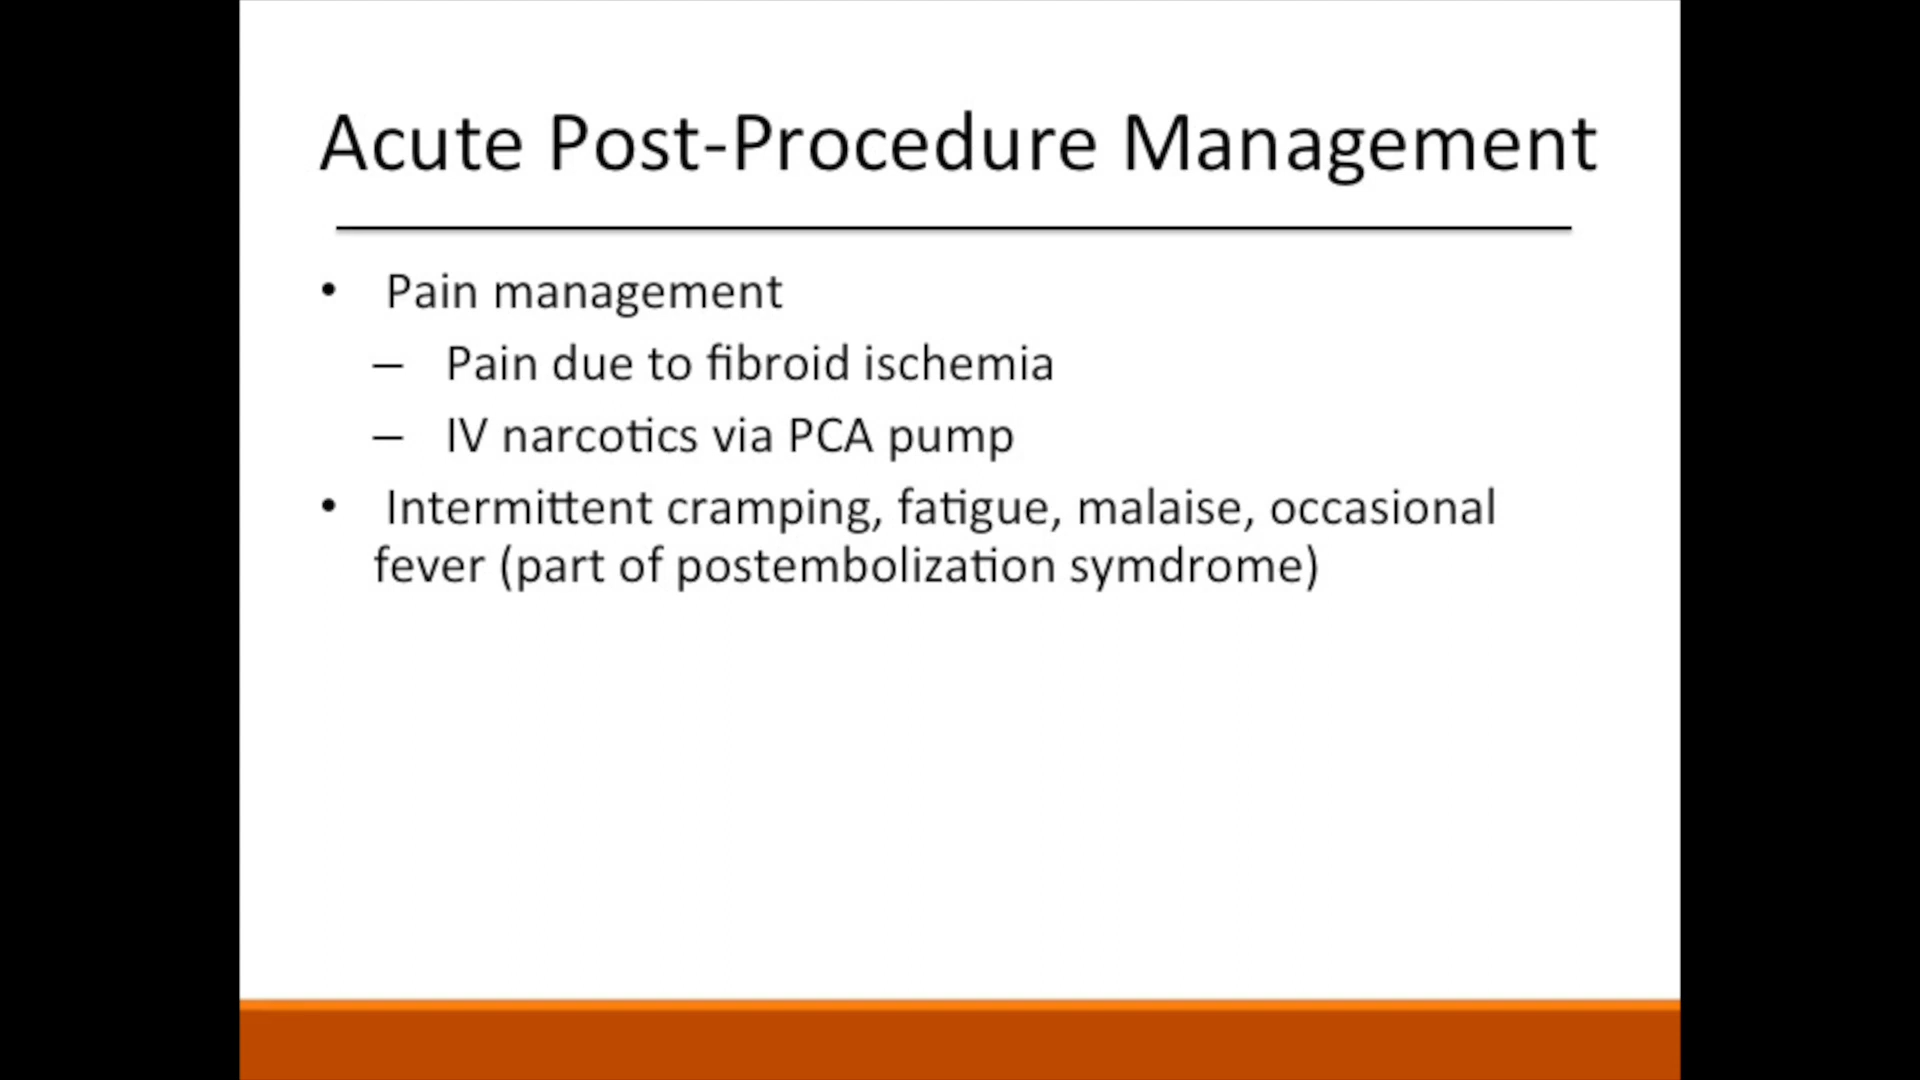 Acute Post-Procedure Management
• Pain management
– Pain due to fibroid ischemia
– IV narcotics via PCA pump
• Intermittent cramping, fatigue, malaise, occasional
fever (part of postembolization symdrome)